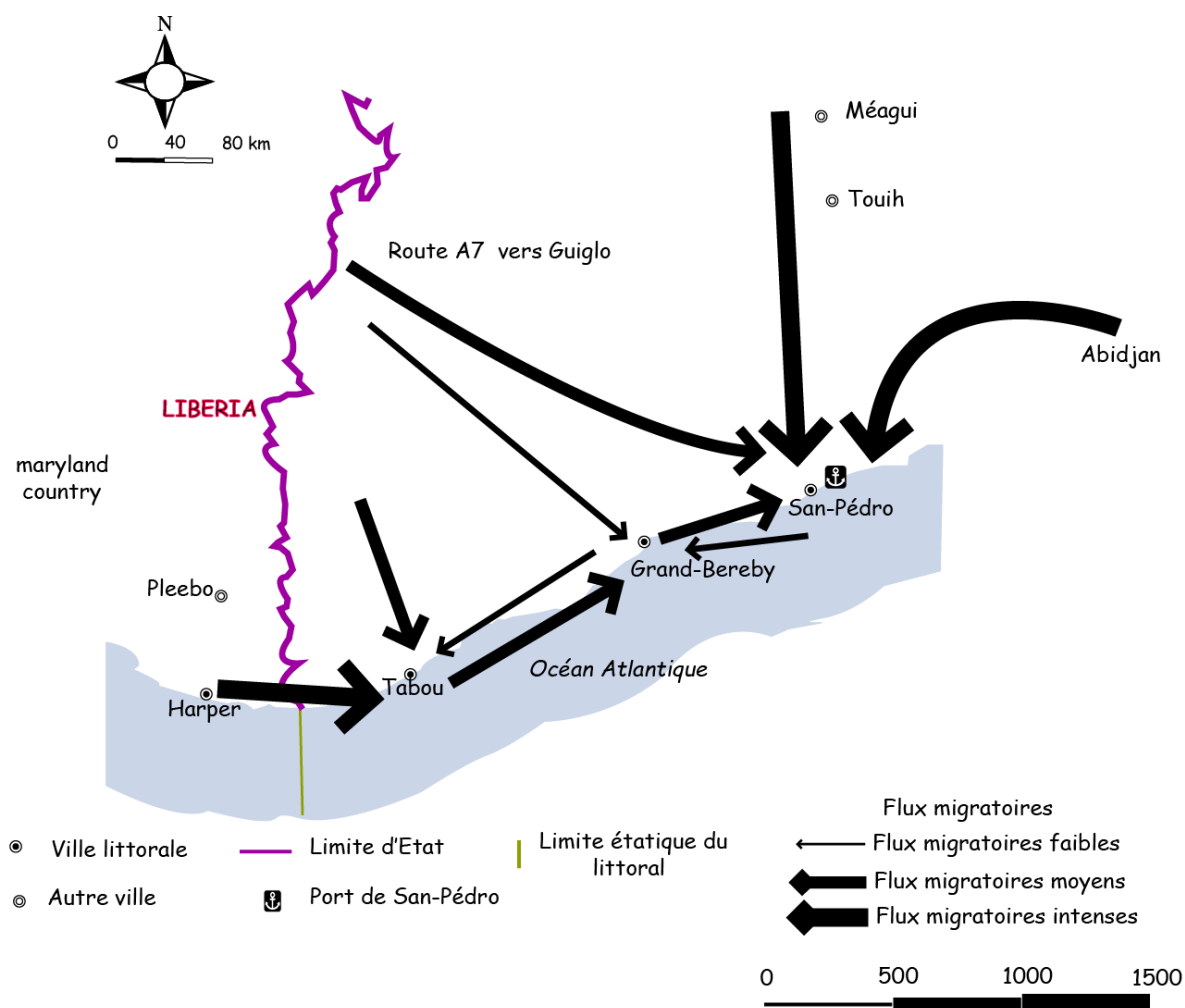 N
0 40 80 km
Méagui
Touih
Route A7 vers Guiglo
Abidjan
LIBERIA
maryland
country
San-Pédro
Grand-Bereby
Pleebo
Océan Atlantique
Tabou
Harper
Ville littorale
Autre ville
Limite d'Etat
Port de San-Pédro
Limite étatique du
littoral
Flux migratoires
Flux migratoires faibles
Flux migratoires moyens
Flux migratoires intenses
0 500 1000 1500